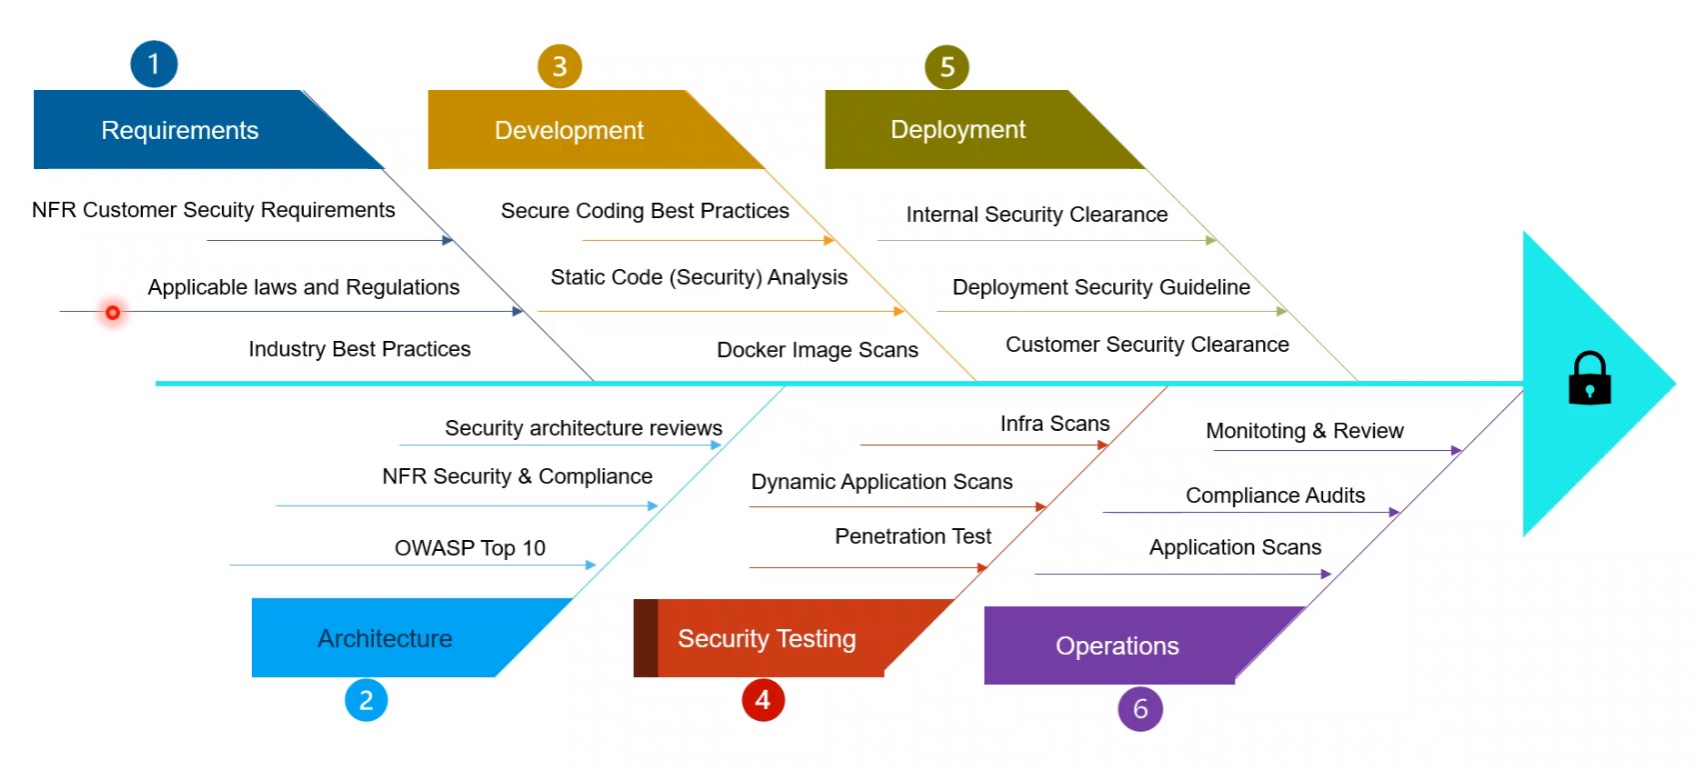 1
Requirements
NFR Customer Secuity Requirements
Applicable laws and Regulations
Industry Best Practices
3
Development
Secure Coding Best Practices
Static Code (Security) Analysis
Docker Image Scans
5
Deployment
Internal Security Clearance
Deployment Security Guideline
Customer Security Clearance
Security architecture reviews
NFR Security & Compliance
OWASP Top 10
Architecture
2
Infra Scans
Dynamic Application Scans
Penetration Test
Security Testing
4
Monitoting & Review
Compliance Audits
Application Scans
Operations
6